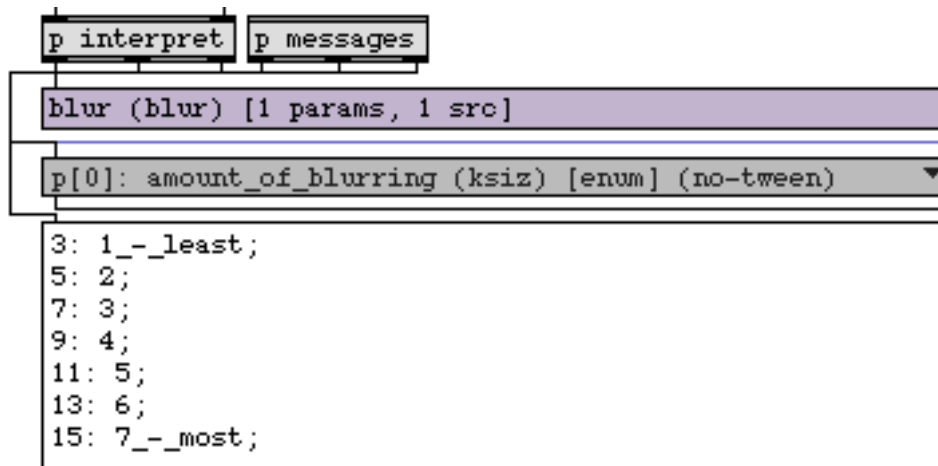 p interpret p messages
blur (blur) [1 params, 1 src]
p[0]: amount_of_blurring (ksiz) [enum] (no-tween)
3: 1_-_least;
5: 2;
7: 3;
9: 4;
11: 5;
13: 6;
15: 7_-_most;